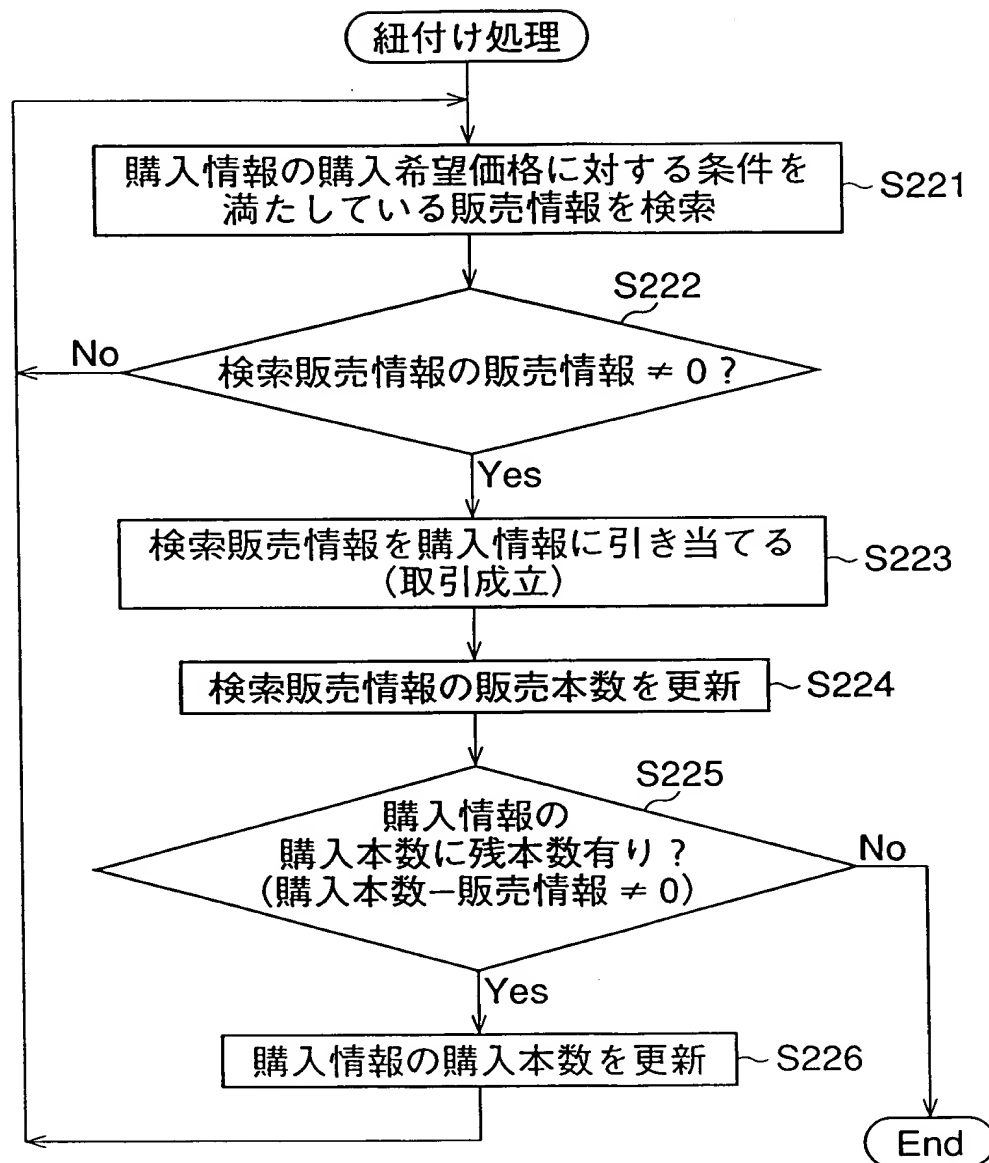 紐付け処理
購入情報の購入希望価格に対する条件を
満たしている販売情報を検索
S221
S222
No
検索販売情報の販売情報 ≠ 0 ?
Yes
検索販売情報を購入情報に引き当てる
(取引成立)
S223
検索販売情報の販売本数を更新
S224
S225
購入情報の
購入本数に残本数有り ?
(購入本数−販売情報 ≠ 0)
No
Yes
購入情報の購入本数を更新
S226
End